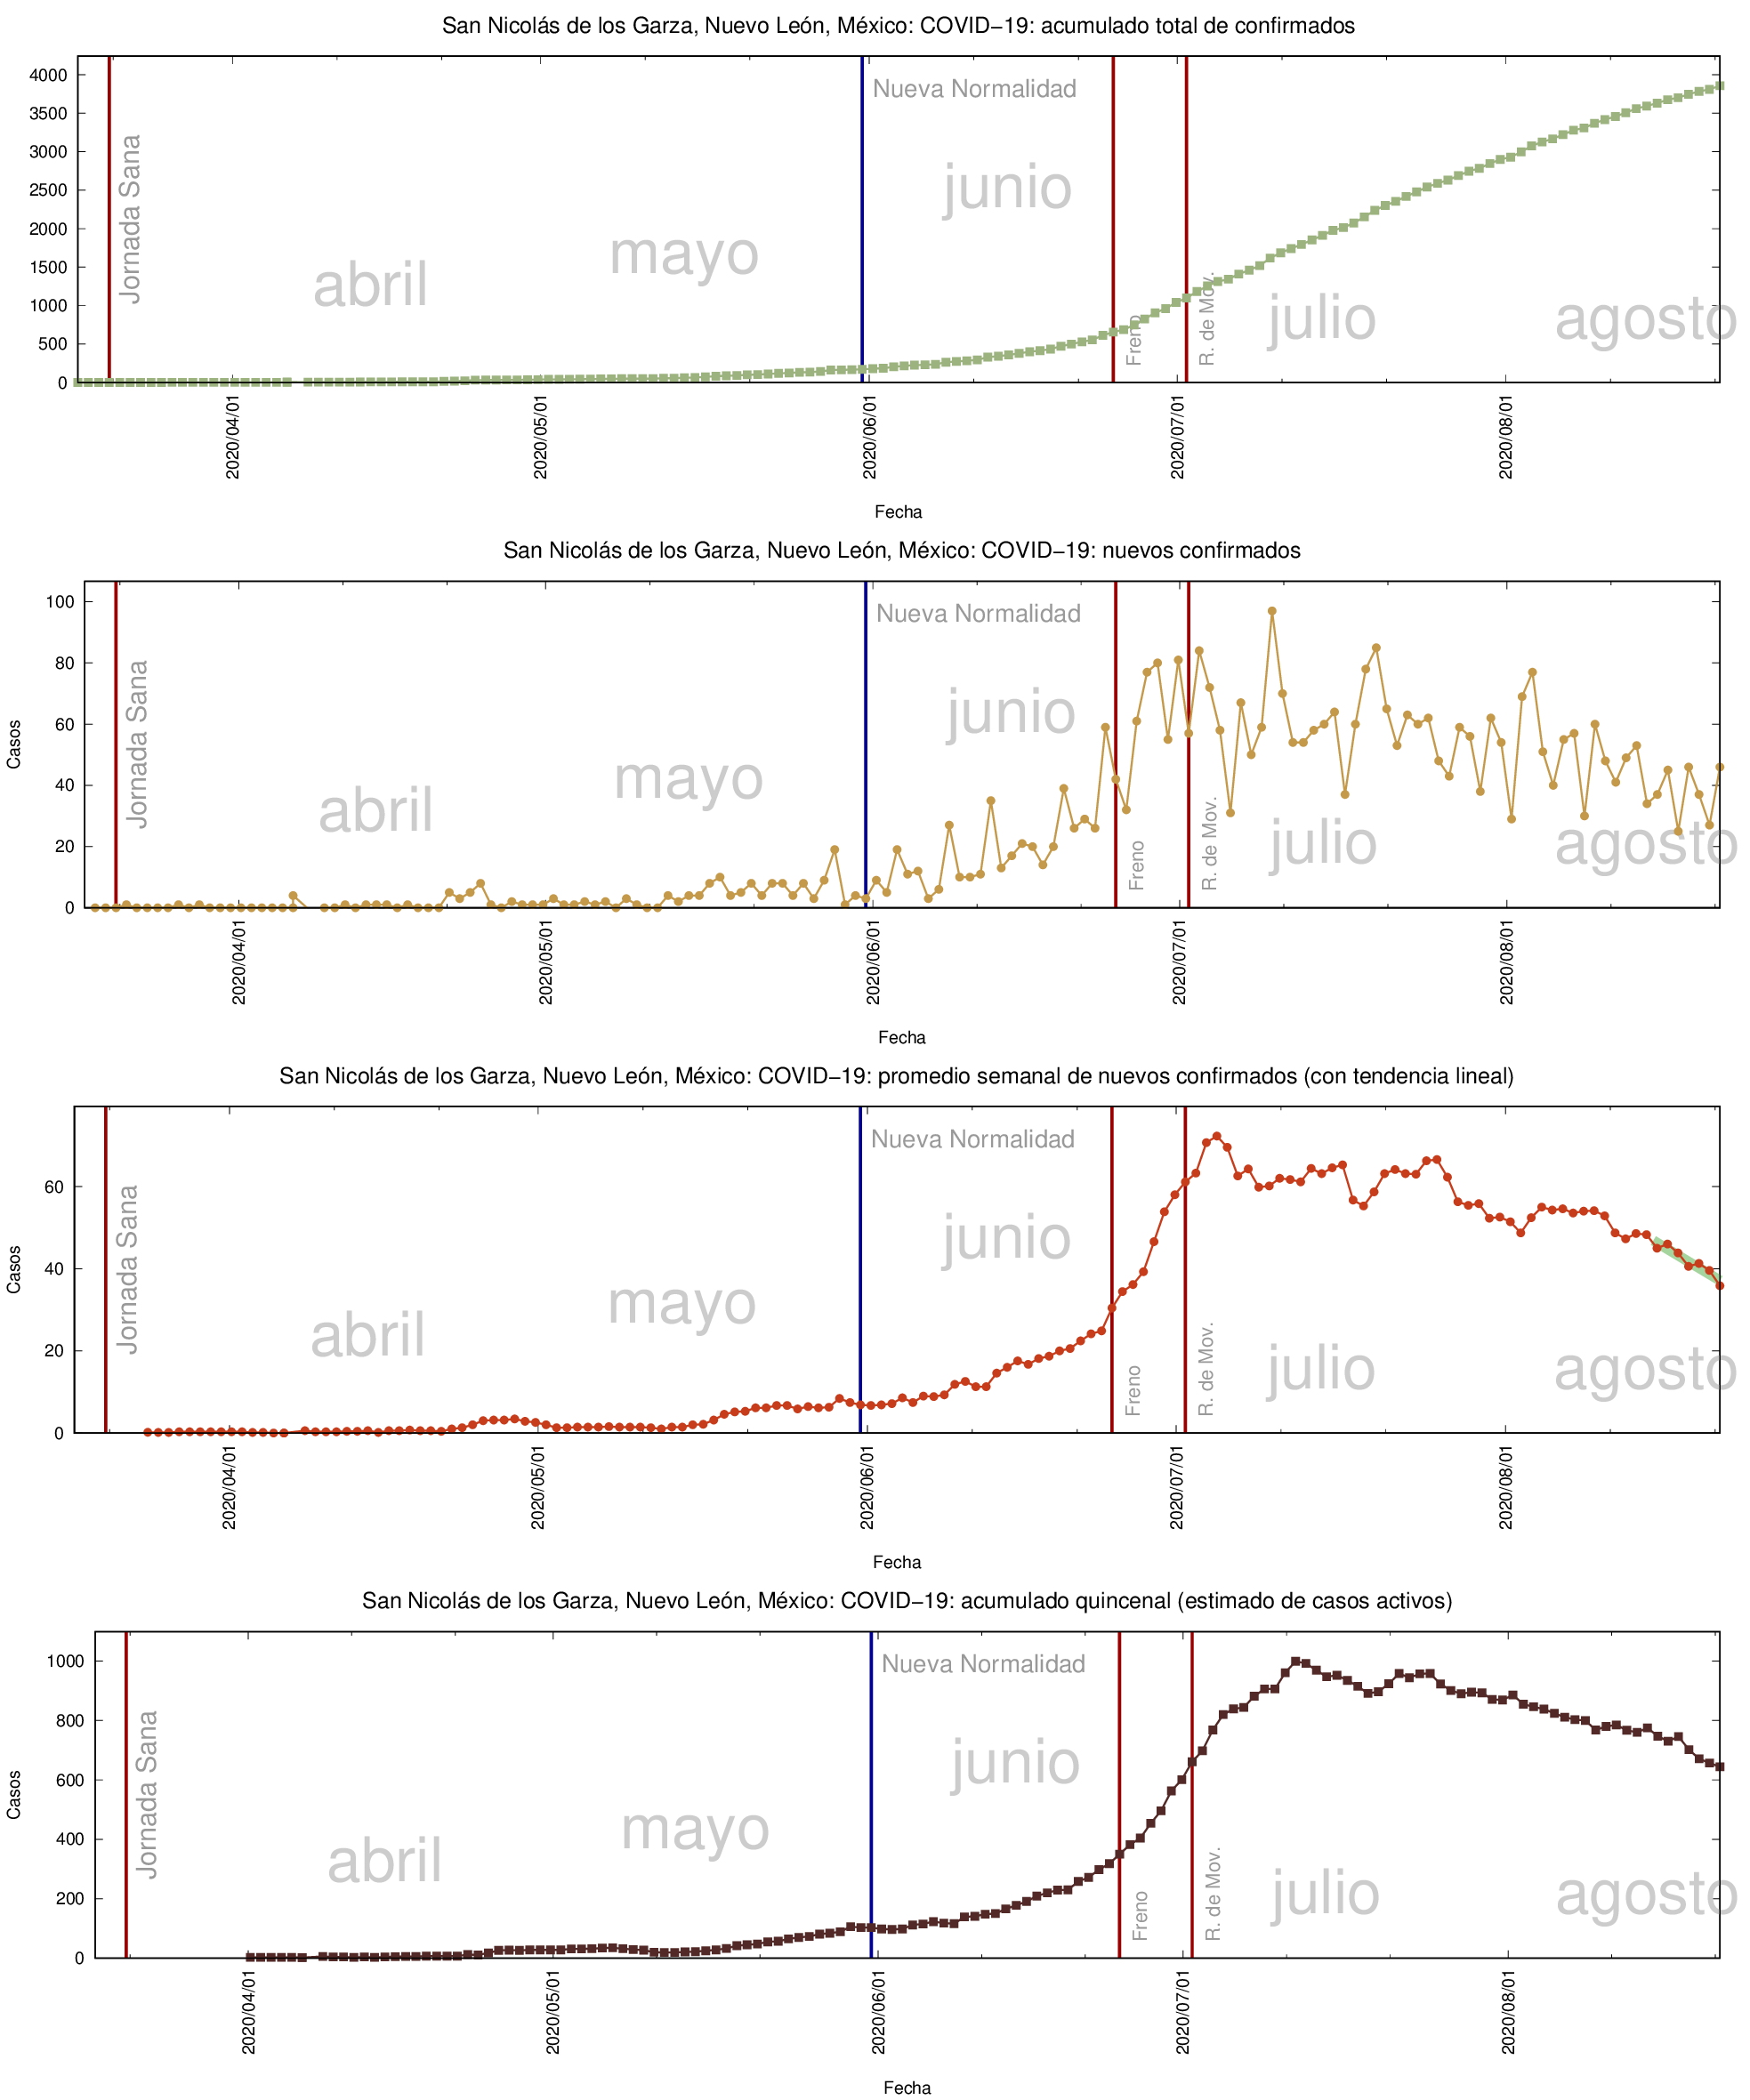 San Nicolás de los Garza, Nuevo León, México: COVID−19: acumulado total de confirmados
4000
3500
3000
2500
2000
1500
1000
500
0
Jornada Sana
abril
mayo
Nueva Normalidad
junio
Freno
R. de Mov.
julio
agosto
2020/04/01
2020/05/01
2020/06/01
2020/07/01
2020/08/01
Fecha
San Nicolás de los Garza, Nuevo León, México: COVID−19: nuevos confirmados
Casos
100
80
60
40
20
0
Jornada Sana
abril
mayo
Nueva Normalidad
junio
Freno
R. de Mov.
julio
agosto
2020/04/01
2020/05/01
2020/06/01
2020/07/01
2020/08/01
Fecha
San Nicolás de los Garza, Nuevo León, México: COVID−19: promedio semanal de nuevos confirmados (con tendencia lineal)
Casos
60
40
20
0
Jornada Sana
abril
mayo
Nueva Normalidad
junio
Freno
R. de Mov.
julio
agosto
2020/04/01
2020/05/01
2020/06/01
2020/07/01
2020/08/01
Fecha
San Nicolás de los Garza, Nuevo León, México: COVID−19: acumulado quincenal (estimado de casos activos)
Casos
1000
800
600
400
200
0
Jornada Sana
abril
mayo
Nueva Normalidad
junio
Freno
R. de Mov.
julio
agosto
2020/04/01
2020/05/01
2020/06/01
2020/07/01
2020/08/01
Fecha